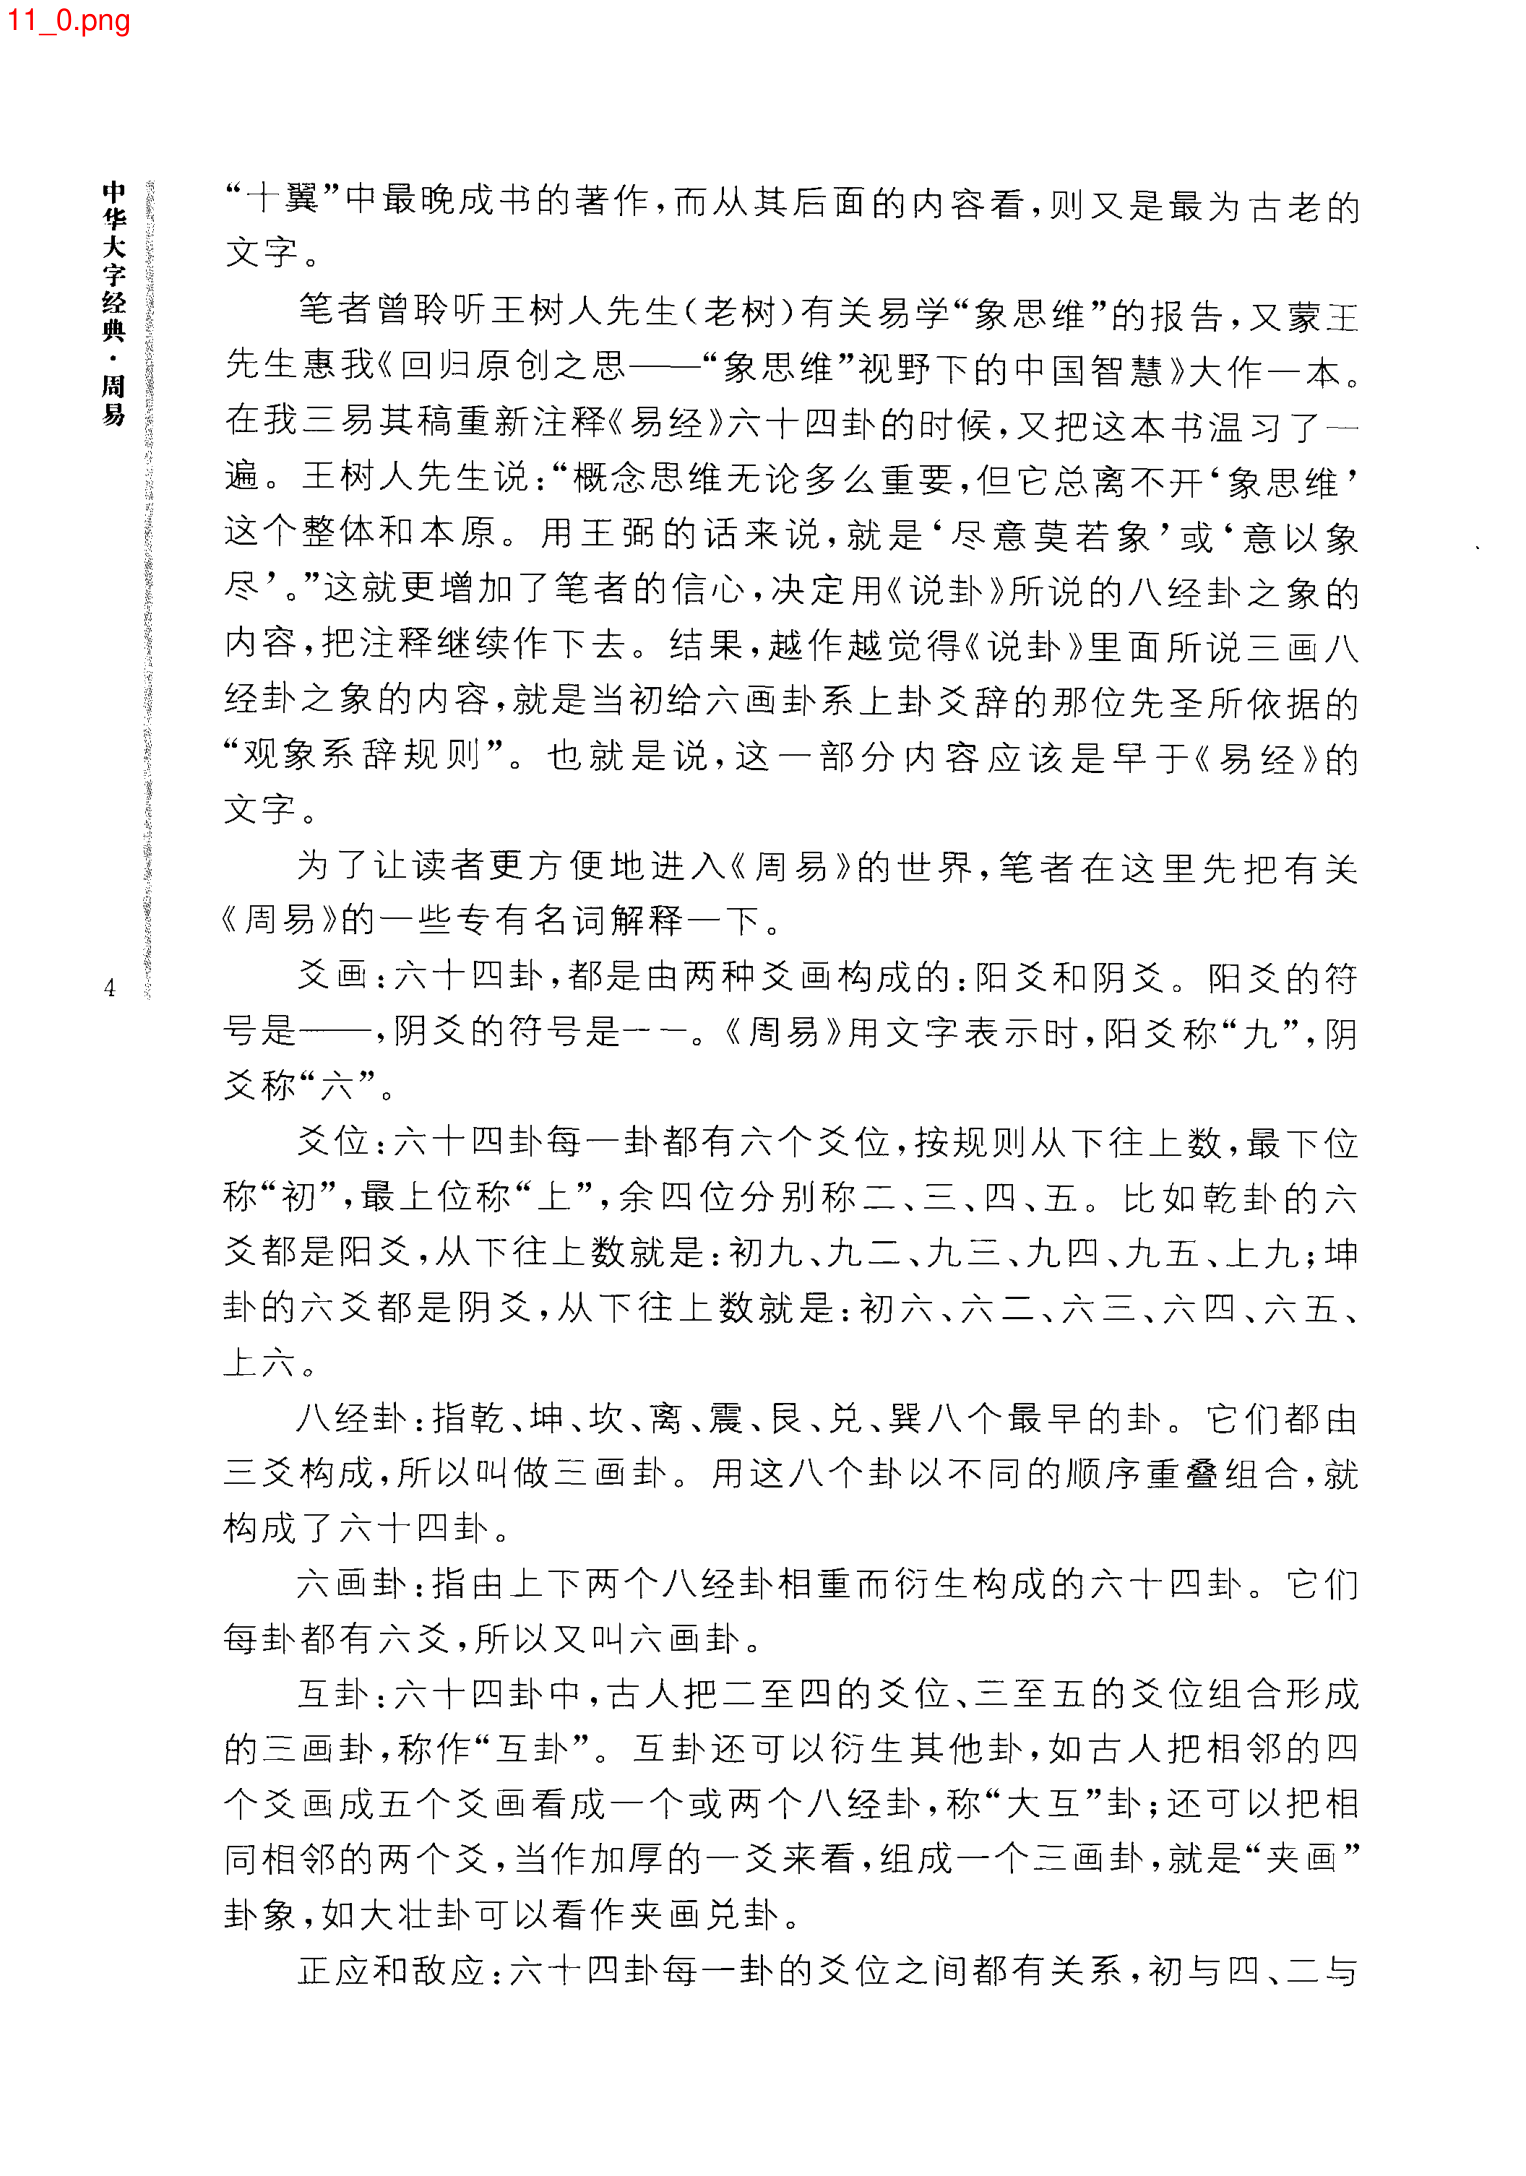 11_0.png
中华大字经典·周易
4
“十翼”中最晚成书的著作,而从其后面的内容看,则又是最为古老的
文字。
笔者曾聆听王树人先生(老树)有关易学“象思维”的报告,又蒙王
先生惠我《回归原创之思——“象思维”视野下的中国智慧》大作一本。
在我三易其稿重新注释《易经》六十四卦的时候,又把这本书温习了一
遍。王树人先生说:“概念思维无论多么重要,但它总离不开‘象思维’
这个整体和本原。用王弼的话来说,就是‘尽意莫若象’或‘意以象
尽’。”这就更增加了笔者的信心,决定用《说卦》所说的八经卦之象的
内容,把注释继续作下去。结果,越作越觉得《说卦》里面所说三画八
经卦之象的内容,就是当初给六画卦系上卦爻辞的那位先圣所依据的
“观象系辞规则”。也就是说,这一部分内容应该是早于《易经》的
文字。
为了让读者更方便地进入《周易》的世界,笔者在这里先把有关
《周易》的一些专有名词解释一下。
爻画:六十四卦,都是由两种爻画构成的:阳爻和阴爻。阳爻的符
号是——,阴爻的符号是--。《周易》用文字表示时,阳爻称“九”,阴
爻称“六”。
爻位:六十四卦每一卦都有六个爻位,按规则从下往上数,最下位
称“初”,最上位称“上”,余四位分别称二、三、四、五。比如乾卦的六
爻都是阳爻,从下往上数就是:初九、九二、九三、九四、九五、上九;坤
卦的六爻都是阴爻,从下往上数就是:初六、六二、六三、六四、六五、
上六。
八经卦:指乾、坤、坎、离、震、艮、兑、巽八个最早的卦。它们都由
三爻构成,所以叫做三画卦。用这八个卦以不同的顺序重叠组合,就
构成了六十四卦。
六画卦:指由上下两个八经卦相重而衍生构成的六十四卦。它们
每卦都有六爻,所以又叫六画卦。
互卦:六十四卦中,古人把二至四的爻位、三至五的爻位组合形成
的三画卦,称作“互卦”。互卦还可以衍生其他卦,如古人把相邻的四
个爻画成五个爻画看成一个或两个八经卦,称“大互”卦;还可以把相
同相邻的两个爻,当作加厚的一爻来看,组成一个三画卦,就是“夹画”
卦象,如大壮卦可以看作夹画兑卦。
正应和敌应:六十四卦每一卦的爻位之间都有关系,初与四、二与